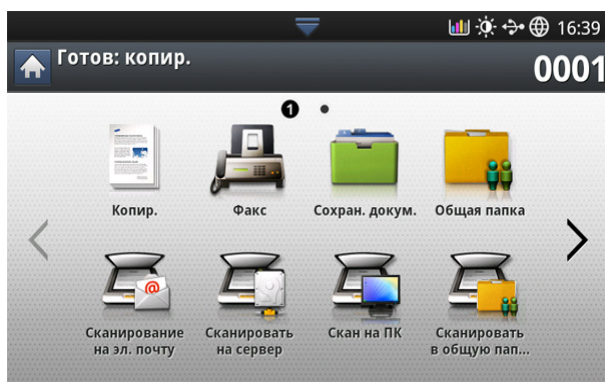 16:39
Готов: копир.
0001
1
Копир.
Факс
Сохран. докум.
Общая папка
Сканирование
на эл. почту
Сканировать
на сервер
Скан на ПК
Сканировать
в общую пап...